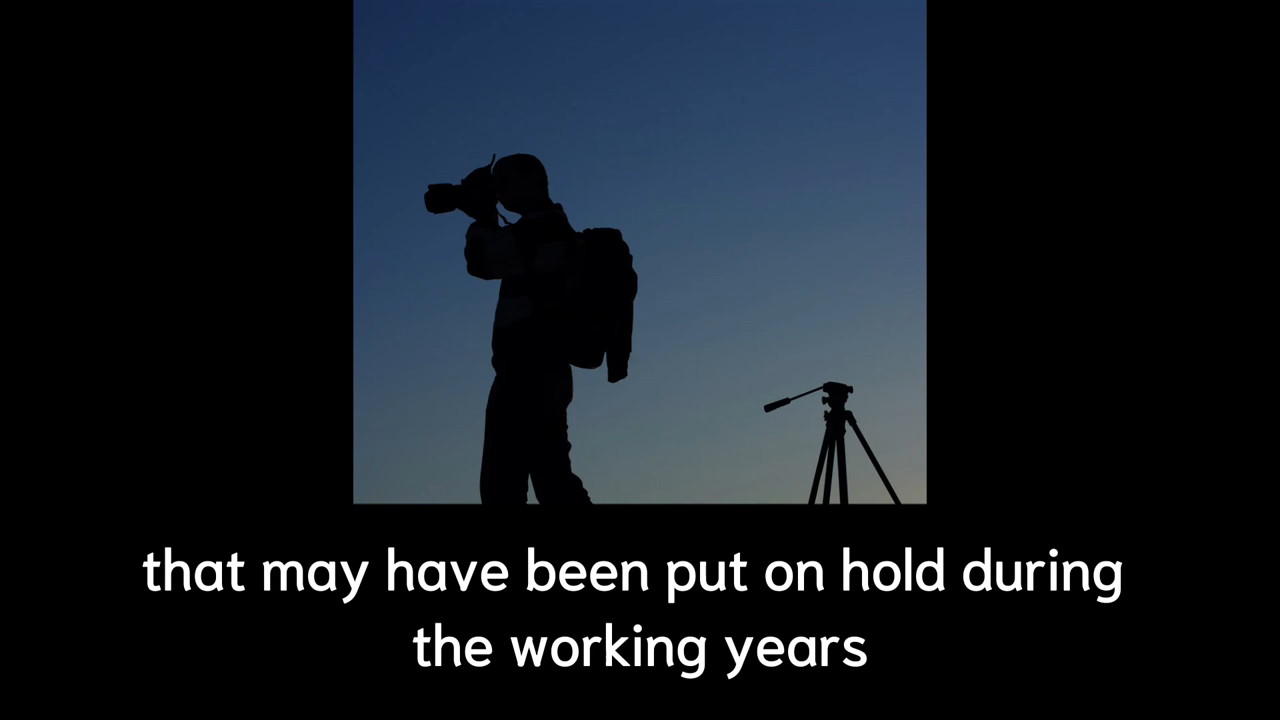 that may have been put on hold during
the working years